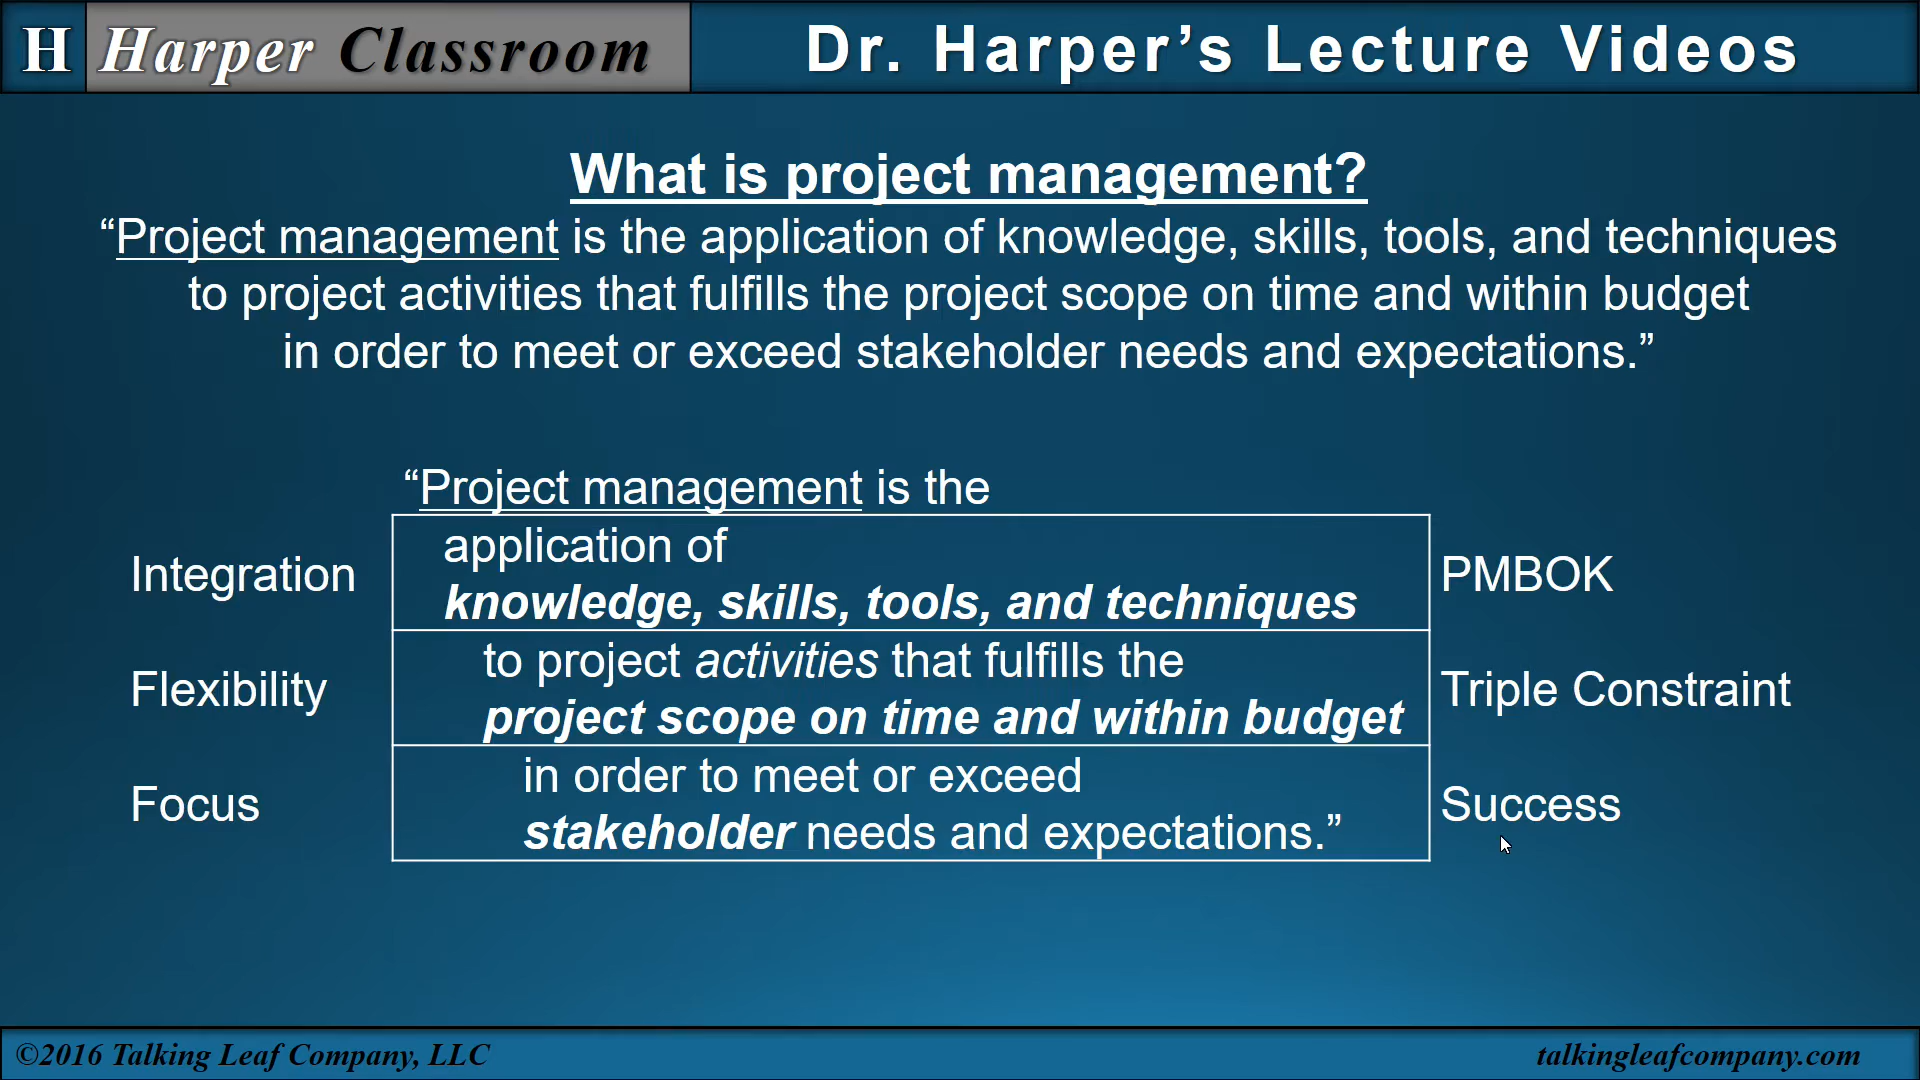 H Harper Classroom Dr. Harper’s Lecture Videos
What is project management?
“Project management is the application of knowledge, skills, tools, and techniques
to project activities that fulfills the project scope on time and within budget
in order to meet or exceed stakeholder needs and expectations.”
“Project management is the
Integration
application of
knowledge, skills, tools, and techniques
PMBOK
Flexibility
to project activities that fulfills the
project scope on time and within budget
Triple Constraint
Focus
in order to meet or exceed
stakeholder needs and expectations.”
Success
©2016 Talking Leaf Company, LLC
talkingleafcompany.com